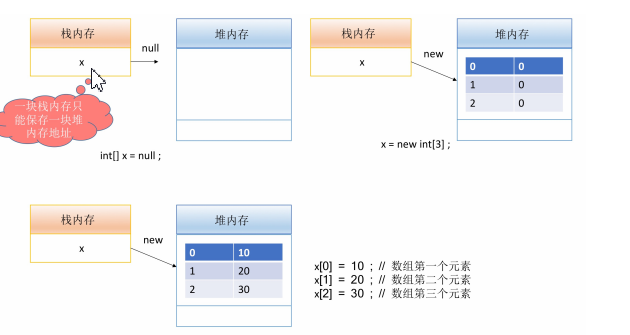 栈内存
x
null
堆内存
一块栈内存只
能保存一块堆
内存地址
int[] x = null ;
栈内存
x
new
堆内存
0 0
1 0
2 0
x = new int[3] ;
栈内存
x
new
堆内存
0 10
1 20
2 30
x[0] = 10 ; // 数组第一个元素
x[1] = 20 ; // 数组第二个元素
x[2] = 30 ; // 数组第三个元素